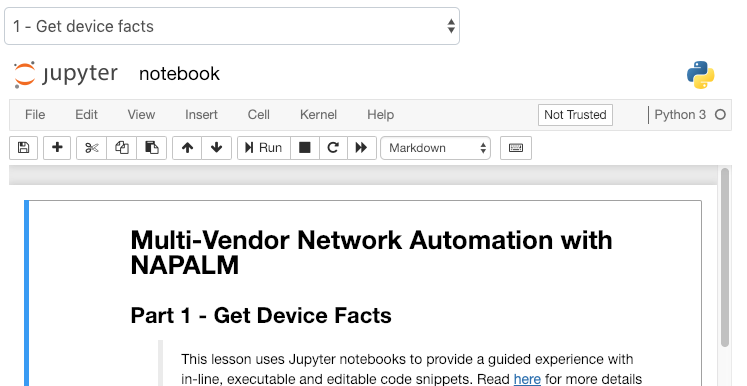 1 - Get device facts
jupyter notebook
File Edit View Insert Cell Kernel Help Not Trusted Python 3
Run Markdown
Multi-Vendor Network Automation with
NAPALM
Part 1 - Get Device Facts
This lesson uses Jupyter notebooks to provide a guided experience with
in-line, executable and editable code snippets. Read here for more details